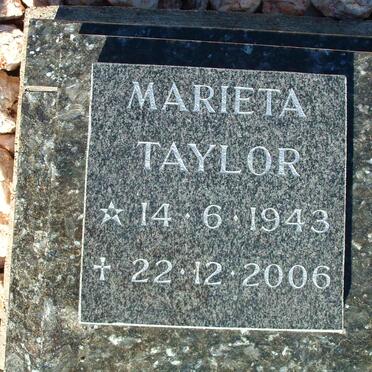 MARIETA
TAYLOR
☆ 14·6·1943
✝ 22·12·2006